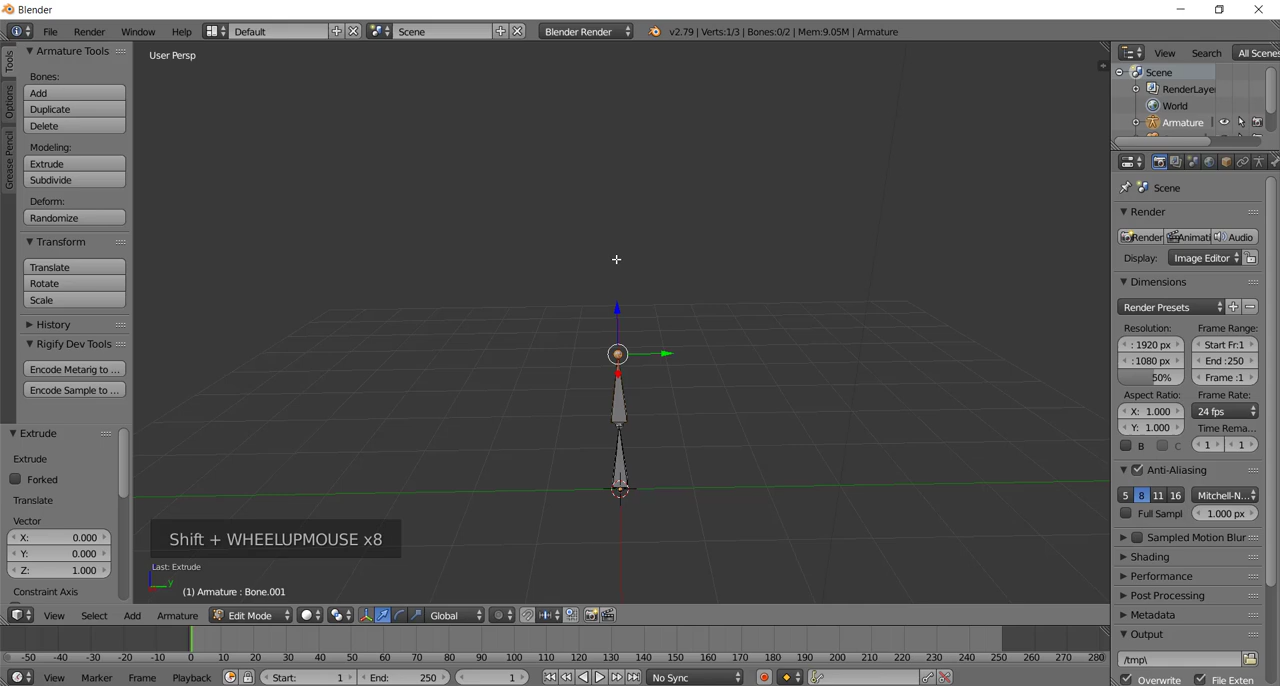 Blender
File Render Window Help Default Scene Blender Render v2.79 | Verts:1/3 | Bones:0/2 | Mem:9.05M | Armature
Tools
Options
Grease Pencil
Armature Tools
Bones:
Add
Duplicate
Delete
Modeling:
Extrude
Subdivide
Deform:
Randomize
Transform
Translate
Rotate
Scale
History
Rigify Dev Tools
Encode Metarig to ...
Encode Sample to ...
Extrude
Extrude
Forked
Translate
Vector
X: 0.000
Y: 0.000
Z: 1.000
Constraint Axis
User Persp
Shift + WHEELUPMOUSE x8
Last: Extrude
y
(1) Armature : Bone.001
View Select Add Armature Edit Mode Global
-50 -40 -30 -20 -10 0 10 20 30 40 50 60 70 80 90 100 110 120 130 140 150 160 170 180 190 200 210 220 230 240 250 260 270 280
View Marker Frame Playback Start: 1 End: 250 1 No Sync
View Search All Scenes
Scene
RenderLaye
World
Armature
Scene
Render
Render Animati Audio
Display: Image Editor
Dimensions
Render Presets
Resolution: Frame Range:
: 1920 px Start Fr:1
: 1080 px End :250
50% Frame :1
Aspect Ratio: Frame Rate:
X: 1.000 24 fps
Y: 1.000 Time Rema...
B C 1 1
Anti-Aliasing
5 8 11 16 Mitchell-N...
Full Sampl 1.000 px
Sampled Motion Blur
Shading
Performance
Post Processing
Metadata
Output
/tmp\
Overwrite File Exten